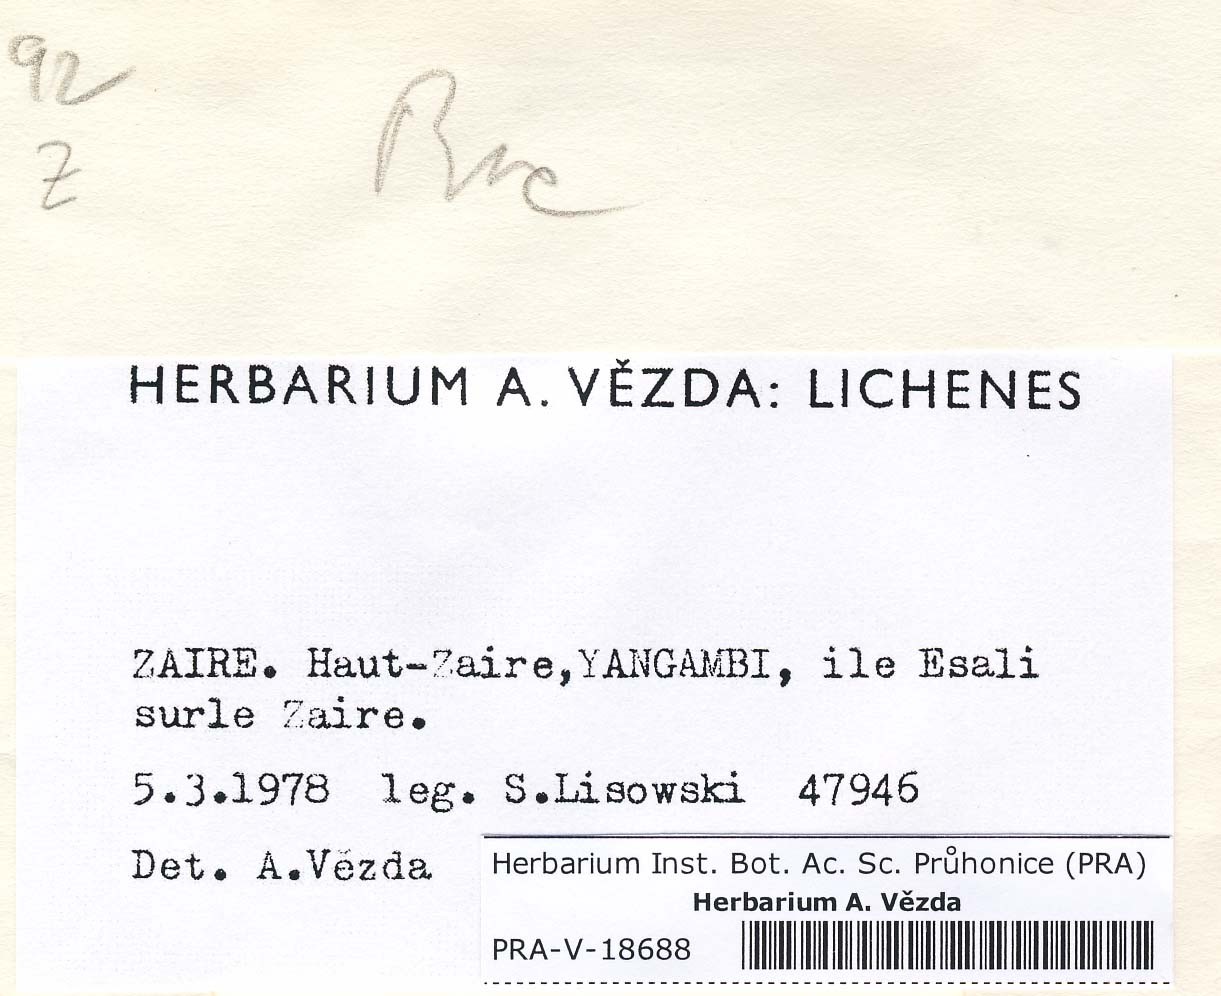 92
Z
HERBARIUM A. VĚZDA: LICHENES
ZAIRE. Haut-Zaire,YANGAMBI, ile Esali
surle Zaire.
5.3.1978 leg. S.Lisowski 47946
Det. A.Vězda
Herbarium Inst. Bot. Ac. Sc. Průhonice (PRA)
Herbarium A. Vězda
PRA-V-18688